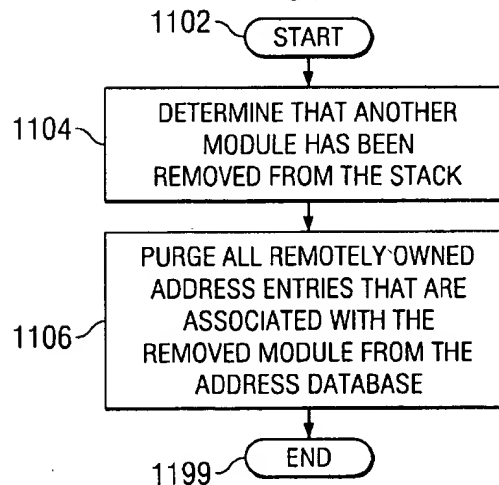 1102
START
1104
DETERMINE THAT ANOTHER
MODULE HAS BEEN
REMOVED FROM THE STACK
1106
PURGE ALL REMOTELY OWNED
ADDRESS ENTRIES THAT ARE
ASSOCIATED WITH THE
REMOVED MODULE FROM THE
ADDRESS DATABASE
1199
END